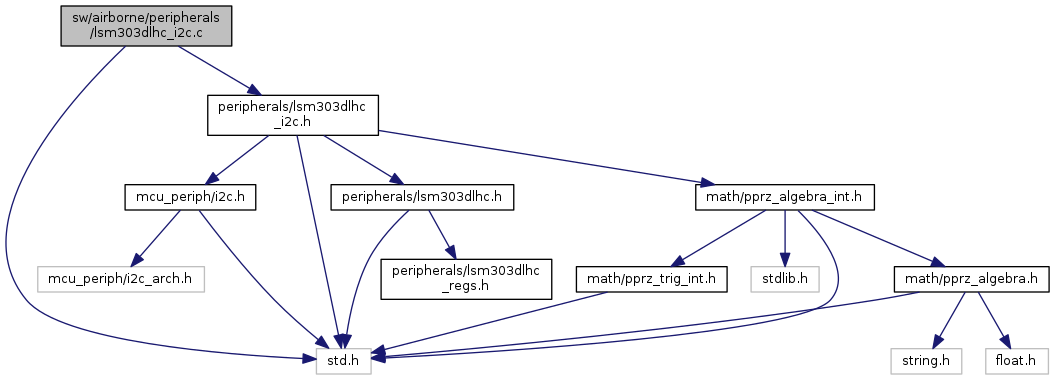 sw/airborne/peripherals
/lsm303dlhc_i2c.c
peripherals/lsm303dlhc
_i2c.h
mcu_periph/i2c.h
peripherals/lsm303dlhc.h
math/pprz_algebra_int.h
mcu_periph/i2c_arch.h
peripherals/lsm303dlhc
_regs.h
math/pprz_trig_int.h
stdlib.h
math/pprz_algebra.h
std.h
string.h
float.h